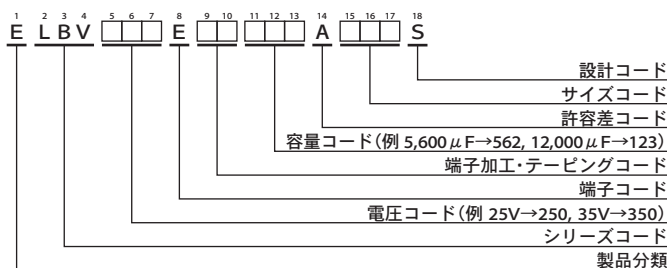 1 2 3 4 5 6 7 8 9 10 11 12 13 14 15 16 17 18
E LBV □□□ E □□ □□□ A □□□ S
設計コード
サイズコード
許容差コード
容量コード(例 5,600μF→562, 12,000μF→123)
端子加工・テーピングコード
端子コード
電圧コード(例 25V→250, 35V→350)
シリーズコード
製品分類